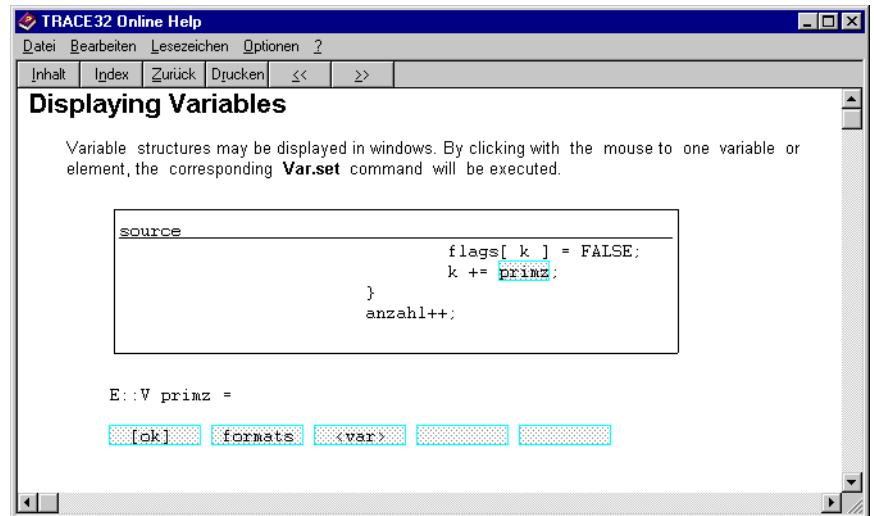 TRACE32 Online Help
Datei Bearbeiten Lesezeichen Optionen ?
Inhalt Index Zurück Drucken << >>
Displaying Variables
Variable structures may be displayed in windows. By clicking with the mouse to one variable or
element, the corresponding Var.set command will be executed.
source
flags[ k ] = FALSE;
k += primz;
}
anzahl++;
E::V primz =
[ok] formats <var>